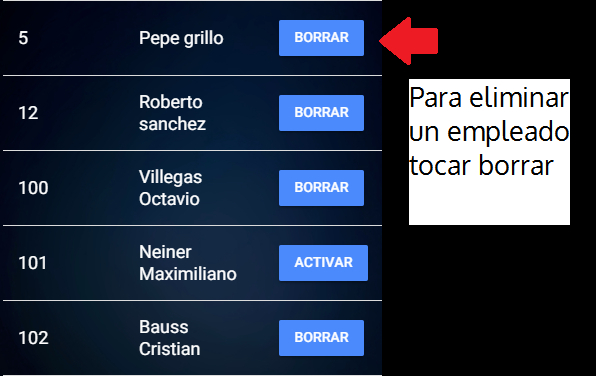 5 Pepe grillo BORRAR
12 Roberto sanchez BORRAR
100 Villegas Octavio BORRAR
101 Neiner Maximiliano ACTIVAR
102 Bauss Cristian BORRAR
Para eliminar
un empleado
tocar borrar